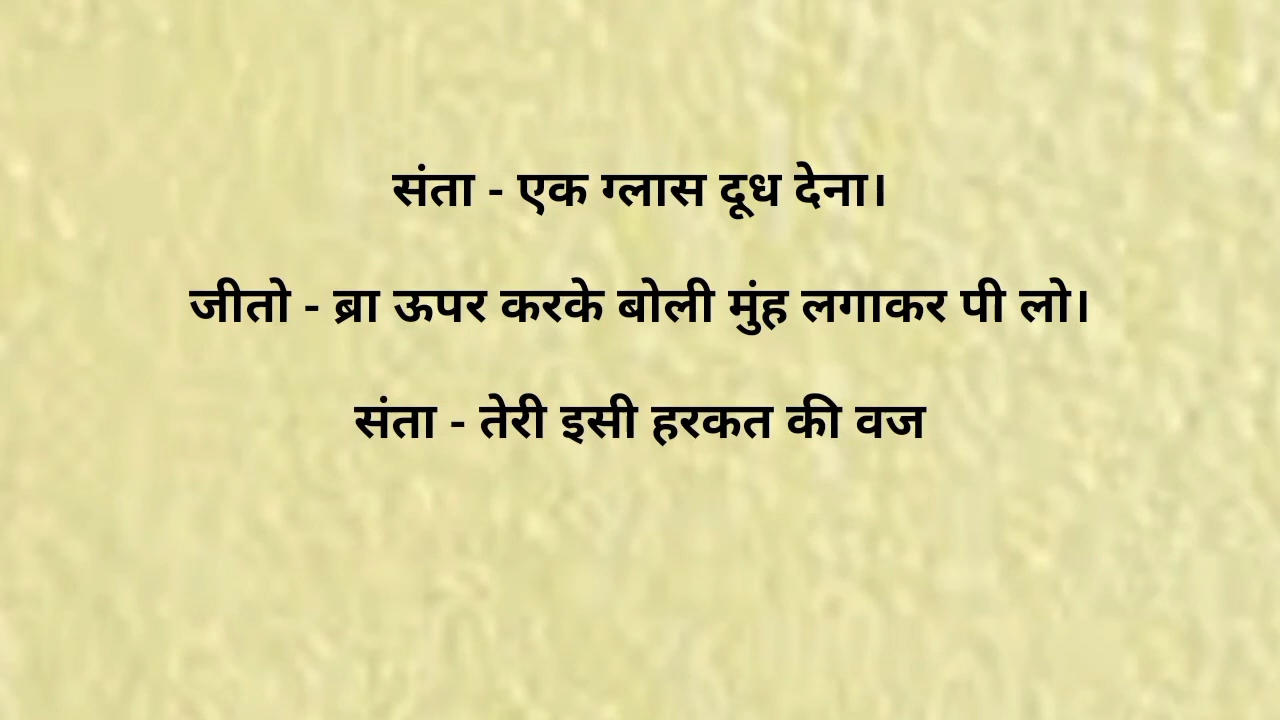 संता - एक ग्लास दूध देना।
जीतो - ब्रा ऊपर करके बोली मुंह लगाकर पी लो।
संता - तेरी इसी हरकत की वज